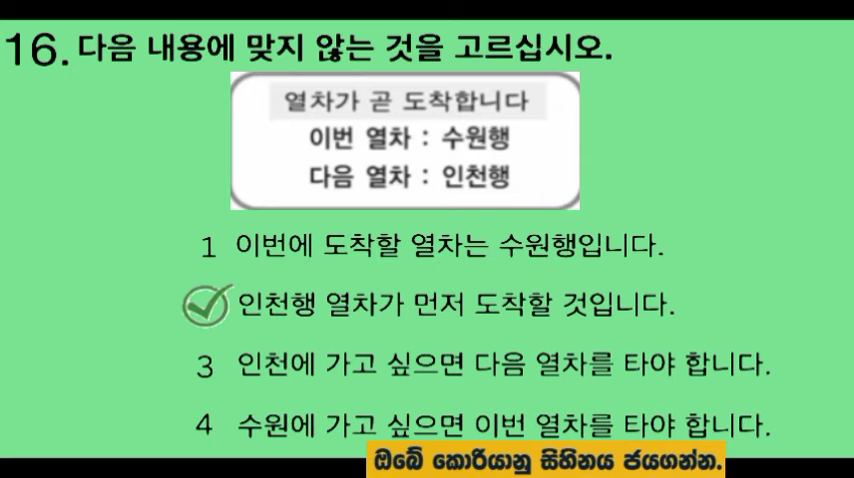 16. 다음 내용에 맞지 않는 것을 고르십시오.
열차가 곧 도착합니다
이번 열차 : 수원행
다음 열차 : 인천행
1 이번에 도착할 열차는 수원행입니다.
인천행 열차가 먼저 도착할 것입니다.
3 인천에 가고 싶으면 다음 열차를 타야 합니다.
4 수원에 가고 싶으면 이번 열차를 타야 합니다.
ඔබේ කොරියානු සිහිනය ජයගන්න.